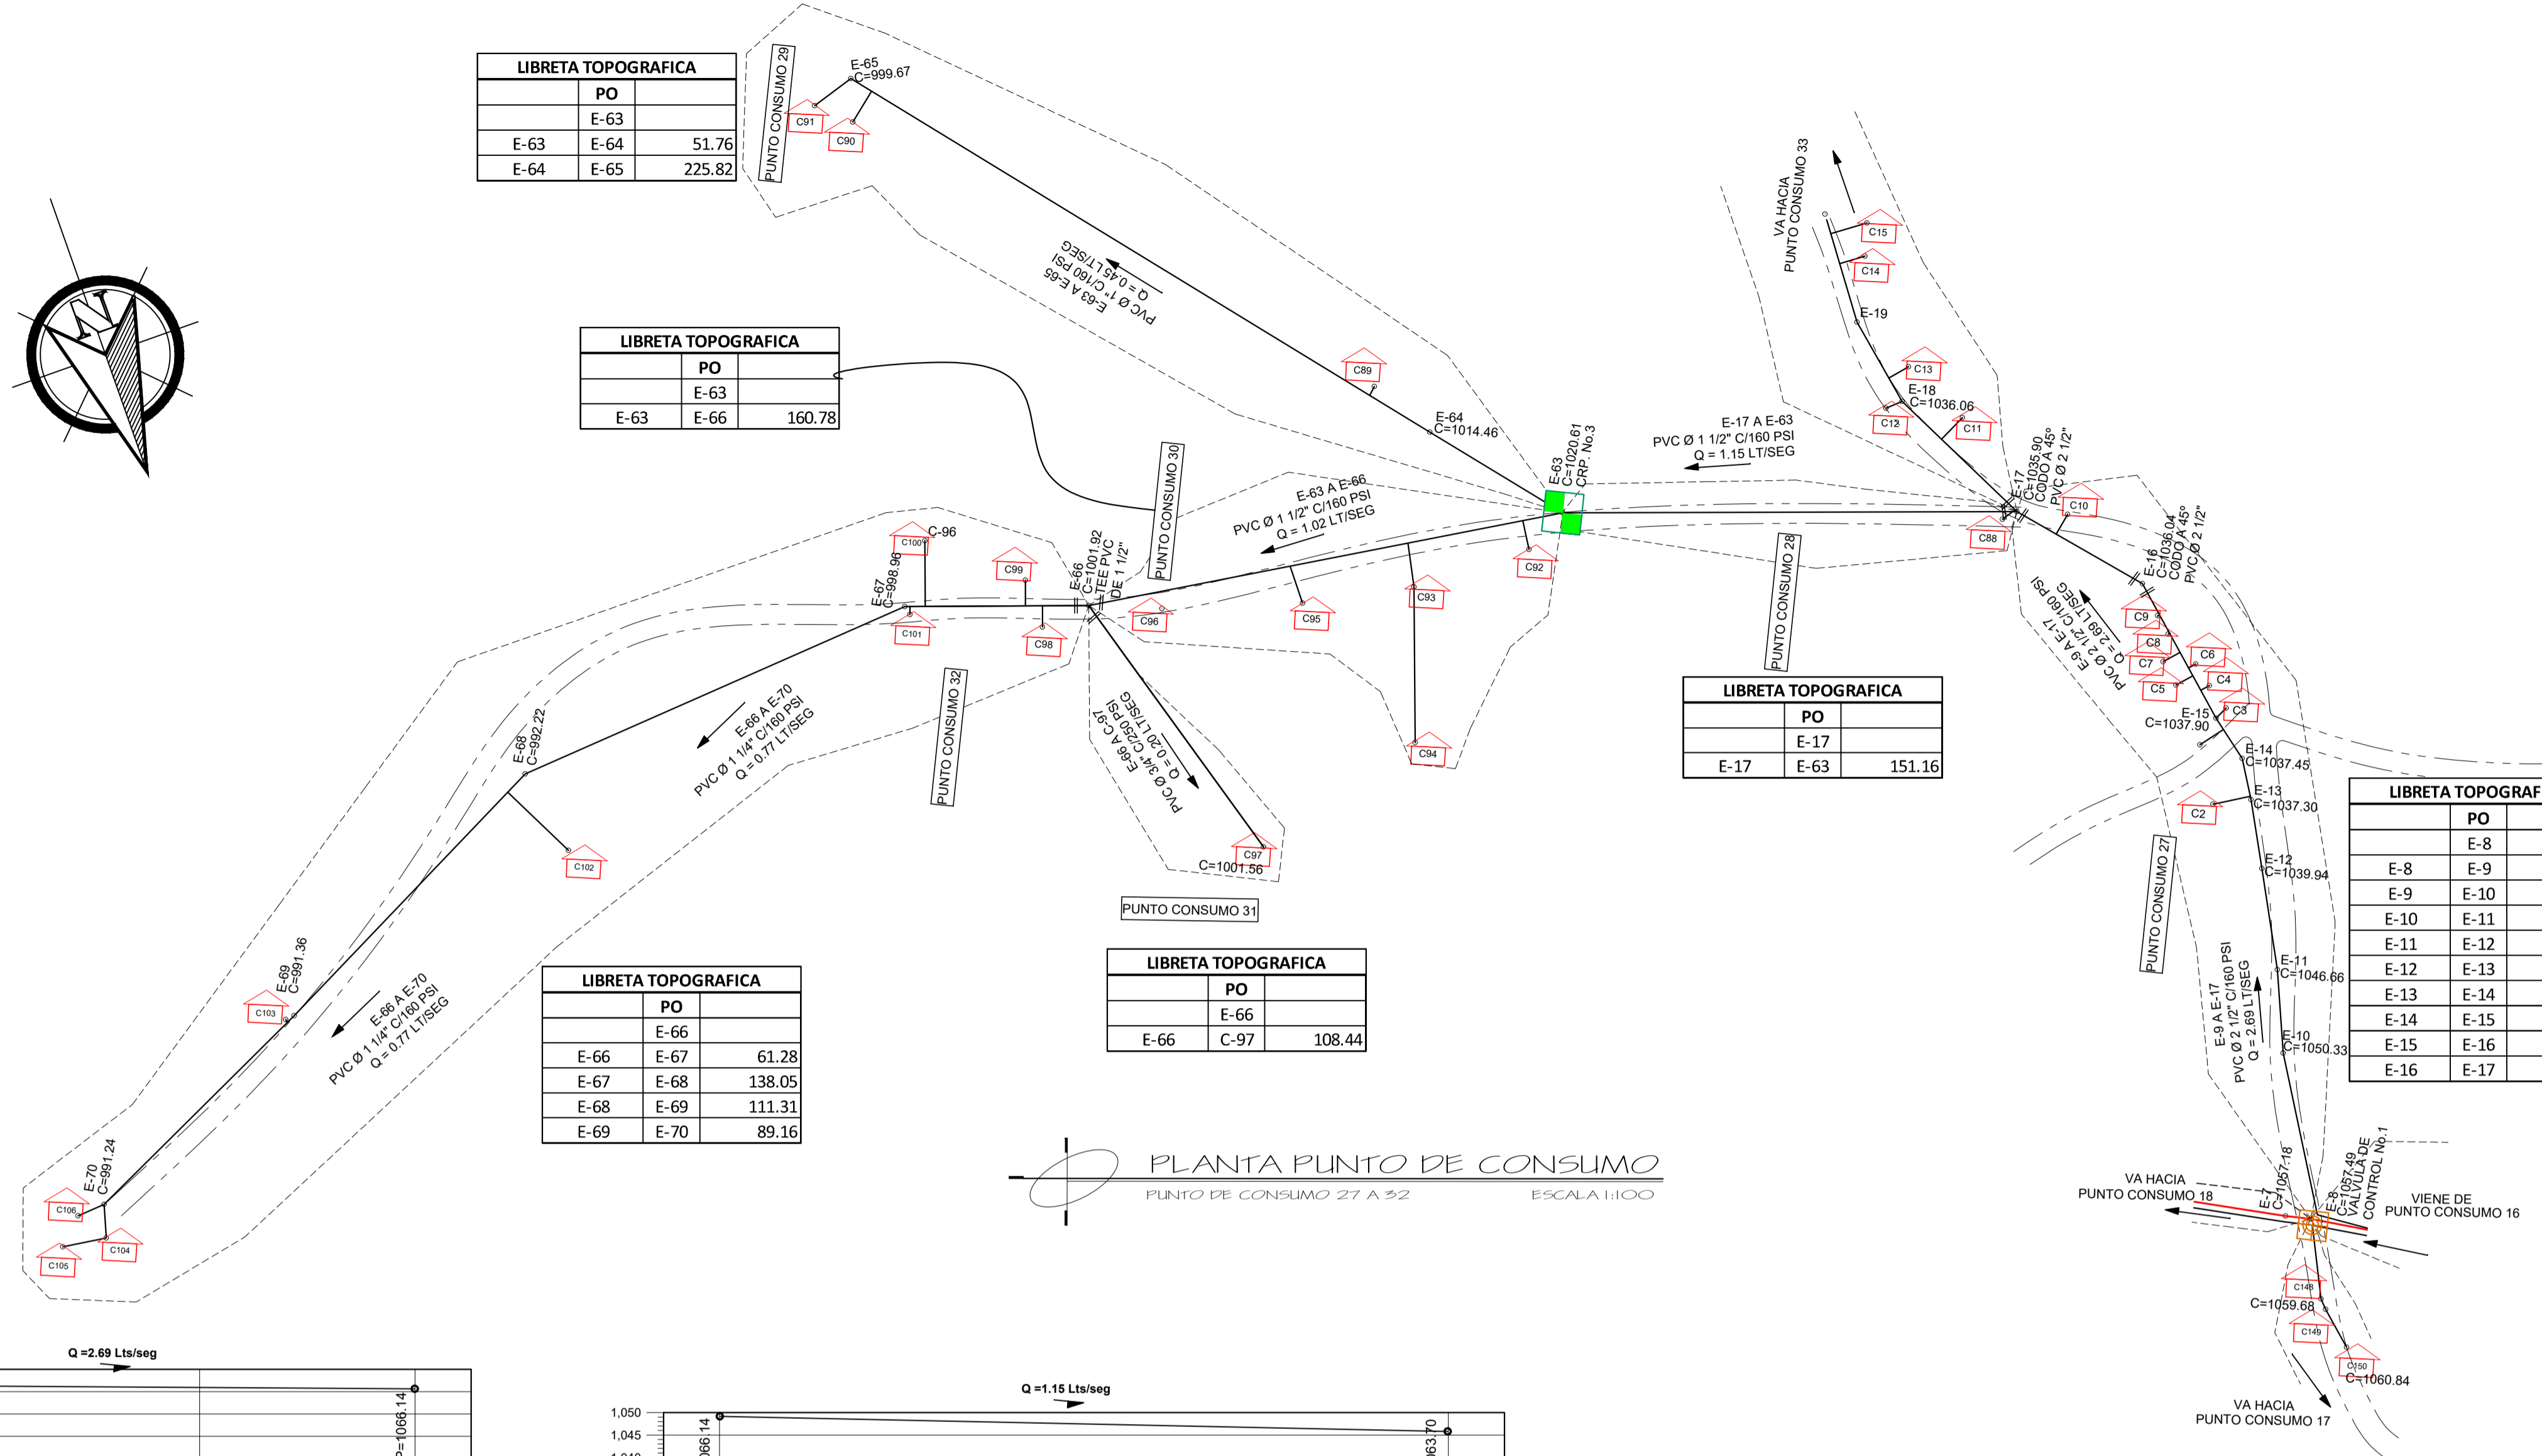 LIBRETA TOPOGRAFICA
PO
E-63
E-63 E-64 51.76
E-64 E-65 225.82
PUNTO CONSUMO 29
E-65
C=999.67
C91
C90
E-63 A E-65
PVC Ø 1" C/160 PSI
Q = 0.45 LT/SEG
N
LIBRETA TOPOGRAFICA
PO
E-63
E-63 E-66 160.78
C89
E-64
C=1014.46
E-63
C=1020.61
CRP. No.3
E-17 A E-63
PVC Ø 1 1/2" C/160 PSI
Q = 1.15 LT/SEG
VA HACIA
PUNTO CONSUMO 33
C15
C14
E-19
C13
E-18
C=1036.06
C12
C11
E-17
C=1035.90
CODO A 45º
PVC Ø 2 1/2"
C10
C88
E-16
C=1036.04
CODO A 45º
PVC Ø 2 1/2"
PUNTO CONSUMO 30
E-63 A E-66
PVC Ø 1 1/2" C/160 PSI
Q = 1.02 LT/SEG
C92
C93
C94
C95
C96
E-66
C=1001.92
TEE PVC
DE 1 1/2"
C100
C-96
C99
E-67
C=998.96
C101
C98
PUNTO CONSUMO 32
PUNTO CONSUMO 28
E-9 A E-17
PVC Ø 2 1/2" C/160 PSI
Q = 2.69 LT/SEG
C9
C8
C7
C6
C5
C4
C3
E-15
C=1037.90
E-14
C=1037.45
E-13
C=1037.30
C2
E-12
C=1039.94
PUNTO CONSUMO 27
E-11
C=1046.66
E-9 A E-17
PVC Ø 2 1/2" C/160 PSI
Q = 2.69 LT/SEG
E-10
C=1050.33
LIBRETA TOPOGRAFICA
PO
E-17
E-17 E-63 151.16
LIBRETA TOPOGRAF
PO
E-8
E-8 E-9
E-9 E-10
E-10 E-11
E-11 E-12
E-12 E-13
E-13 E-14
E-14 E-15
E-15 E-16
E-16 E-17
E-66 A C-97
PVC Ø 3/4" C/250 PSI
Q = 0.20 LT/SEG
C97
C=1001.56
PUNTO CONSUMO 31
E-68
C=992.22
E-66 A E-70
PVC Ø 1 1/4" C/160 PSI
Q = 0.77 LT/SEG
C102
E-69
C=991.36
C103
E-66 A E-70
PVC Ø 1 1/4" C/160 PSI
Q = 0.77 LT/SEG
LIBRETA TOPOGRAFICA
PO
E-66
E-66 E-67 61.28
E-67 E-68 138.05
E-68 E-69 111.31
E-69 E-70 89.16
LIBRETA TOPOGRAFICA
PO
E-66
E-66 C-97 108.44
E-70
C=991.24
C106
C105
C104
PLANTA PUNTO DE CONSUMO
PUNTO DE CONSUMO 27 A 32 ESCALA 1:100
VA HACIA
PUNTO CONSUMO 18
E-7
C=1057.18
E-8
C=1057.49
VALVULA DE
CONTROL No.1
VIENE DE
PUNTO CONSUMO 16
C148
C=1059.68
C149
C150
C=1060.84
VA HACIA
PUNTO CONSUMO 17
Q =2.69 Lts/seg
P=1066.14
Q =1.15 Lts/seg
1,050
1,045
066.14
063.70